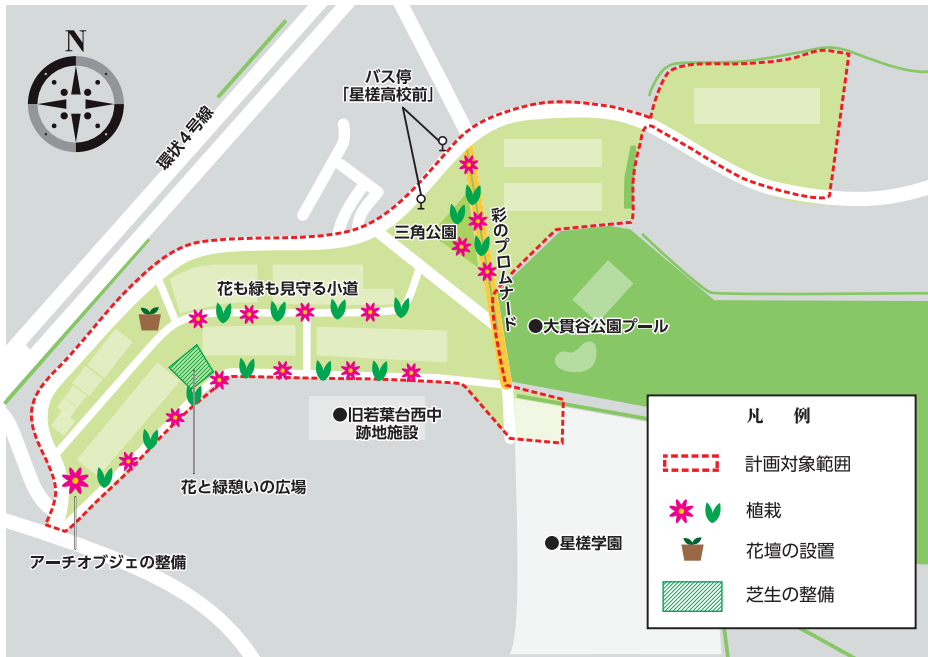 N
環状4号線
バス停
「星槎高校前」
三角公園
彩のプロムナード
花も緑も見守る小道
●大貫谷公園プール
●旧若葉台西中
跡地施設
花と緑憩いの広場
アーチオブジェの整備
●星槎学園
凡 例
計画対象範囲
植栽
花壇の設置
芝生の整備